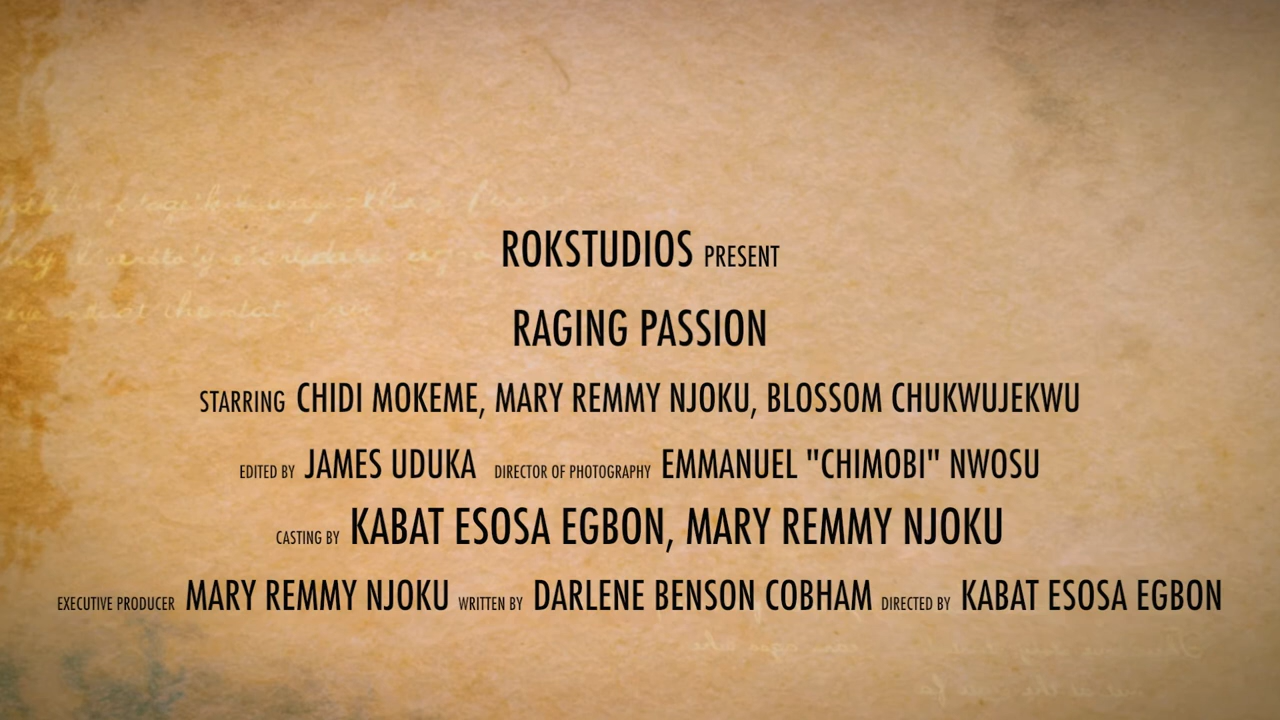 ROKSTUDIOS PRESENT
RAGING PASSION
STARRING CHIDI MOKEME, MARY REMMY NJOKU, BLOSSOM CHUKWUJEKWU
EDITED BY JAMES UDUKA DIRECTOR OF PHOTOGRAPHY EMMANUEL "CHIMOBI" NWOSU
CASTING BY KABAT ESOSA EGBON, MARY REMMY NJOKU
EXECUTIVE PRODUCER MARY REMMY NJOKU WRITTEN BY DARLENE BENSON COBHAM DIRECTED BY KABAT ESOSA EGBON